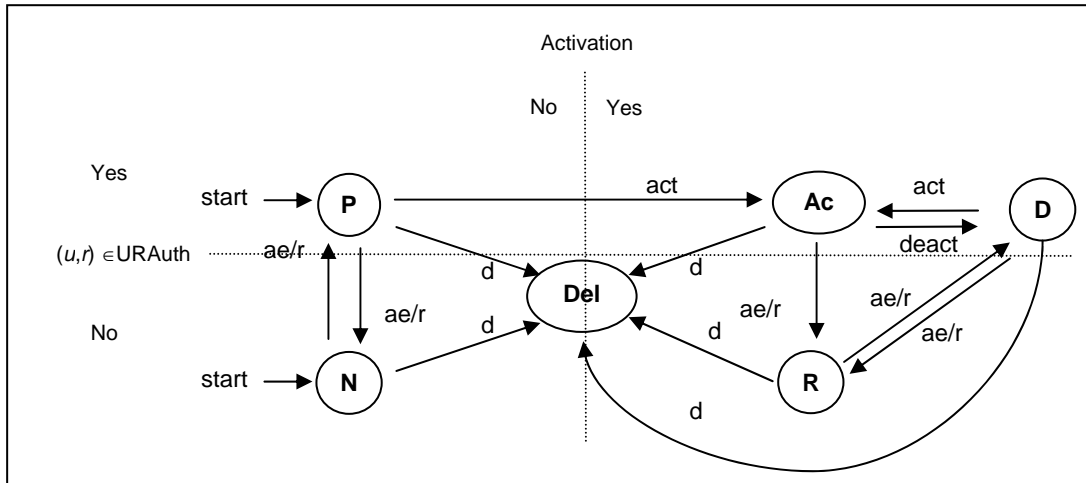 Activation
No Yes
Yes
start P act Ac act D
deact
(u,r) ∈URAuth ae/r d d
Del
ae/r d ae/r d ae/r ae/r
No
start N R
d